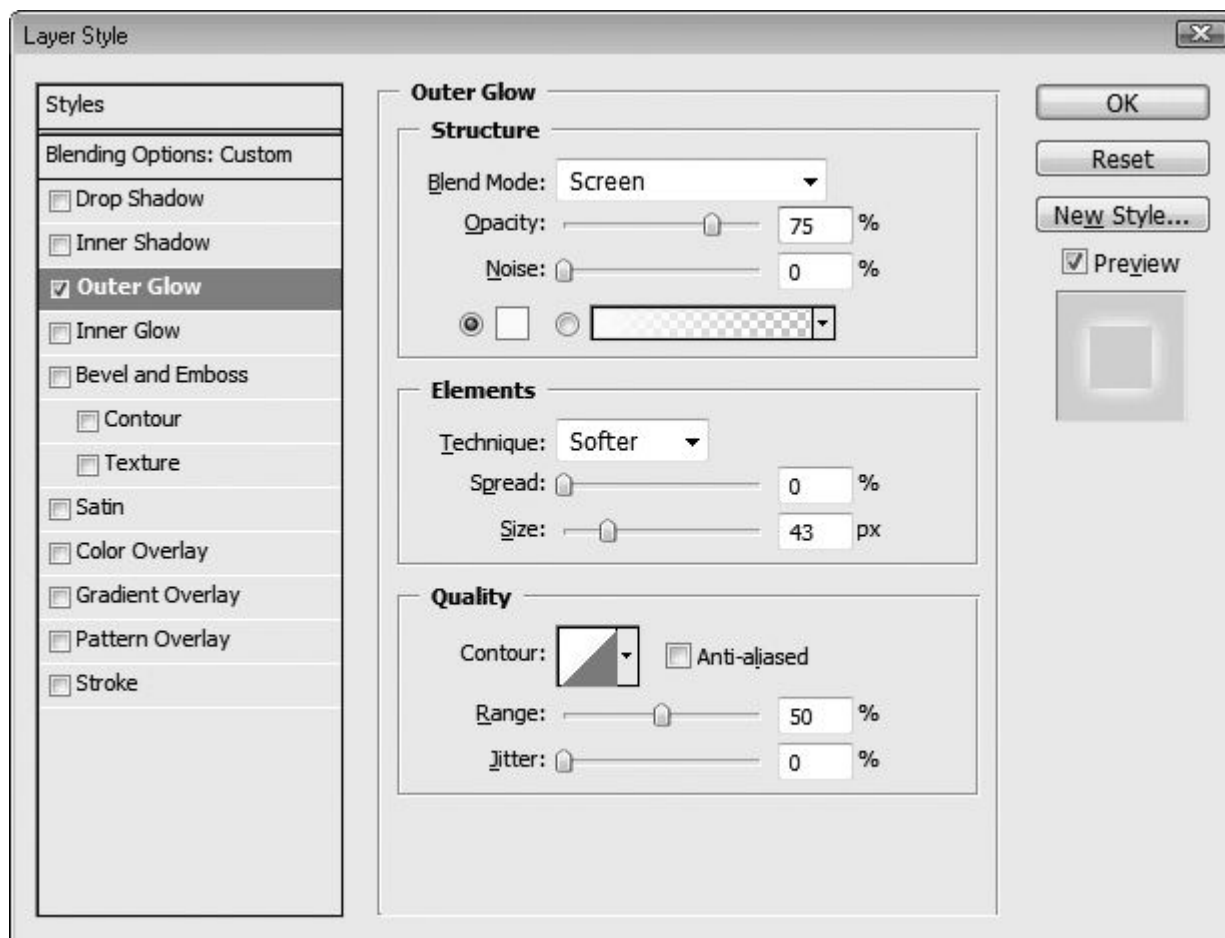 Layer Style
Styles
Blending Options: Custom
Drop Shadow
Inner Shadow
Outer Glow
Inner Glow
Bevel and Emboss
Contour
Texture
Satin
Color Overlay
Gradient Overlay
Pattern Overlay
Stroke
Outer Glow
Structure
Blend Mode: Screen
Opacity: 75 %
Noise: 0 %
Elements
Technique: Softer
Spread: 0 %
Size: 43 px
Quality
Contour: Anti-aliased
Range: 50 %
Jitter: 0 %
OK
Reset
New Style...
Preview